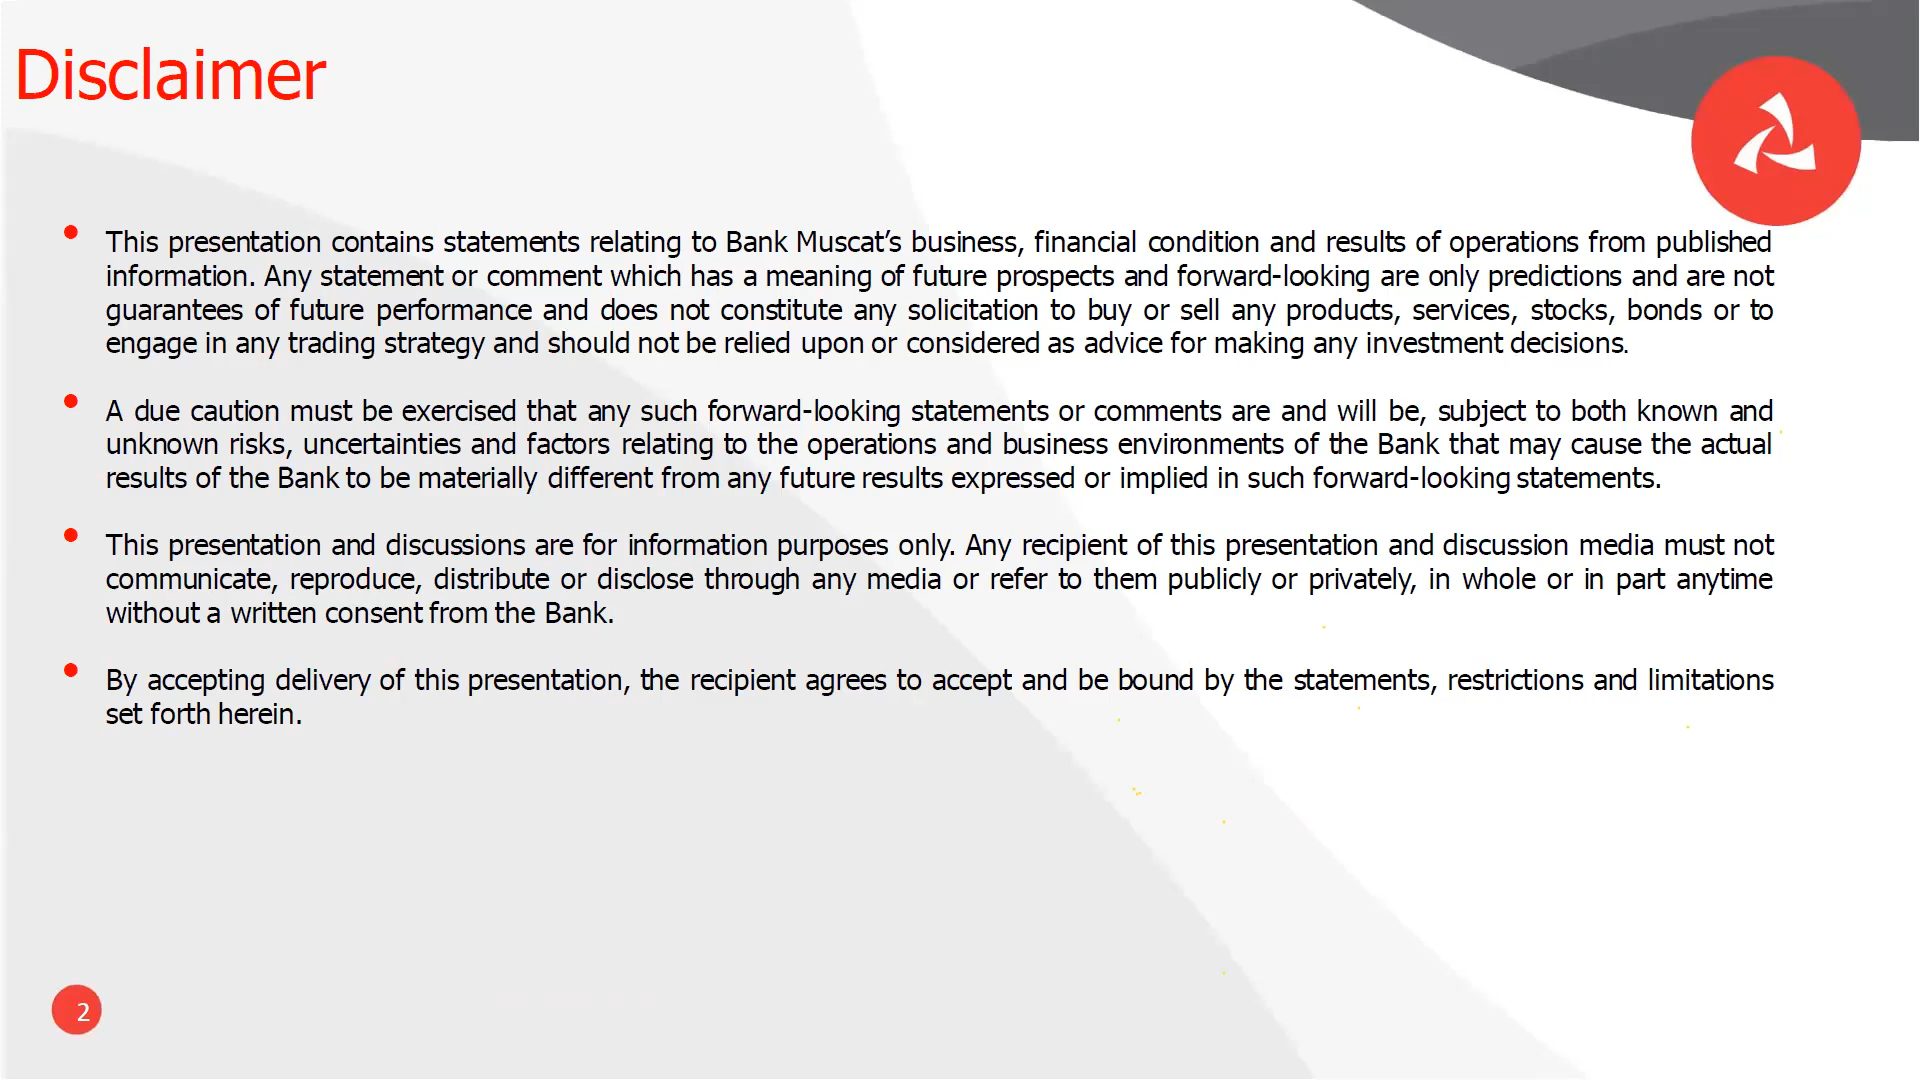 Disclaimer
• This presentation contains statements relating to Bank Muscat’s business, financial condition and results of operations from published
information. Any statement or comment which has a meaning of future prospects and forward-looking are only predictions and are not
guarantees of future performance and does not constitute any solicitation to buy or sell any products, services, stocks, bonds or to
engage in any trading strategy and should not be relied upon or considered as advice for making any investment decisions.
• A due caution must be exercised that any such forward-looking statements or comments are and will be, subject to both known and
unknown risks, uncertainties and factors relating to the operations and business environments of the Bank that may cause the actual
results of the Bank to be materially different from any future results expressed or implied in such forward-looking statements.
• This presentation and discussions are for information purposes only. Any recipient of this presentation and discussion media must not
communicate, reproduce, distribute or disclose through any media or refer to them publicly or privately, in whole or in part anytime
without a written consent from the Bank.
• By accepting delivery of this presentation, the recipient agrees to accept and be bound by the statements, restrictions and limitations
set forth herein.
2